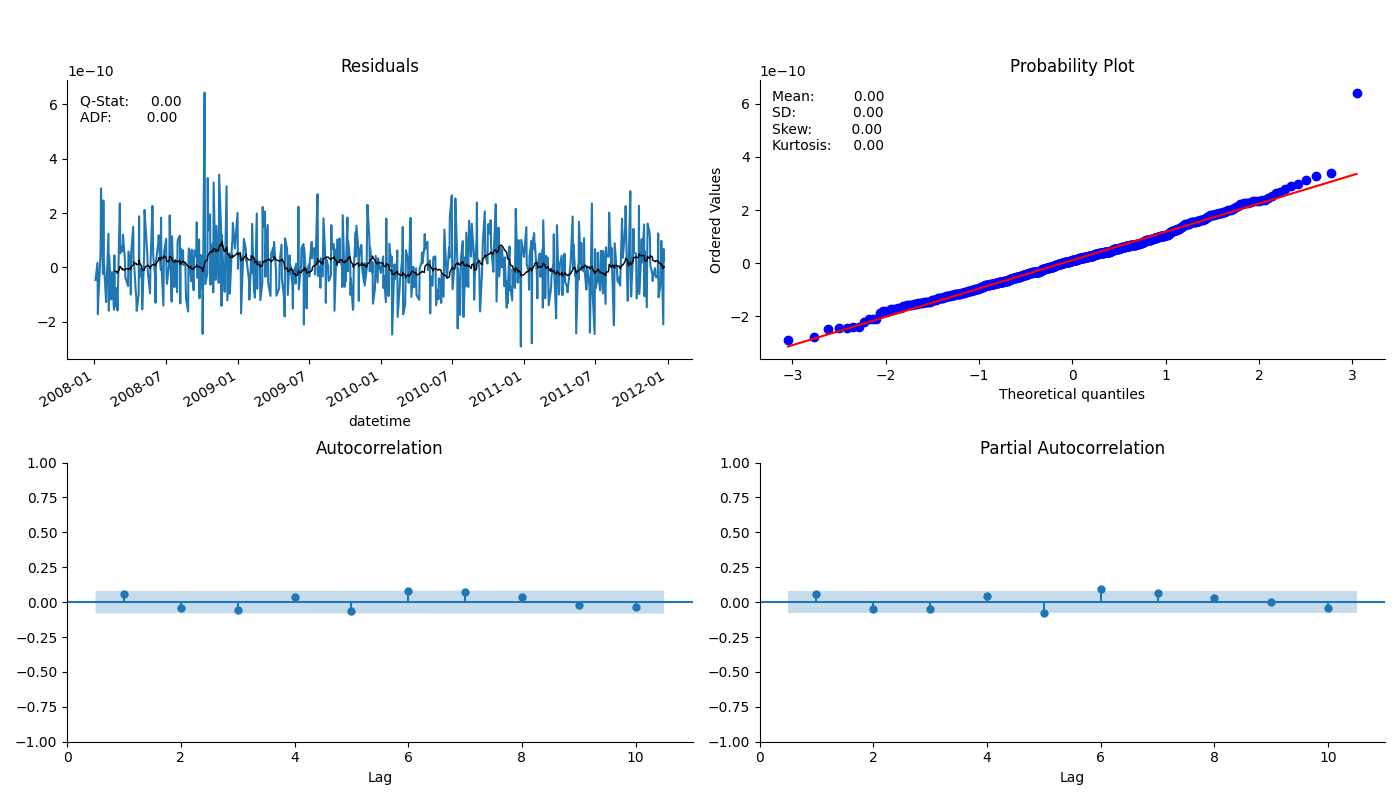 Residuals
1e−10
Q-Stat: 0.00
ADF: 0.00
6
4
2
0
−2
2008-01 2008-07 2009-01 2009-07 2010-01 2010-07 2011-01 2011-07 2012-01
datetime
Probability Plot
1e−10
Mean: 0.00
SD: 0.00
Skew: 0.00
Kurtosis: 0.00
Ordered Values
6
4
2
0
−2
−3 −2 −1 0 1 2 3
Theoretical quantiles
Autocorrelation
1.00
0.75
0.50
0.25
0.00
−0.25
−0.50
−0.75
−1.00
0 2 4 6 8 10
Lag
Partial Autocorrelation
1.00
0.75
0.50
0.25
0.00
−0.25
−0.50
−0.75
−1.00
0 2 4 6 8 10
Lag